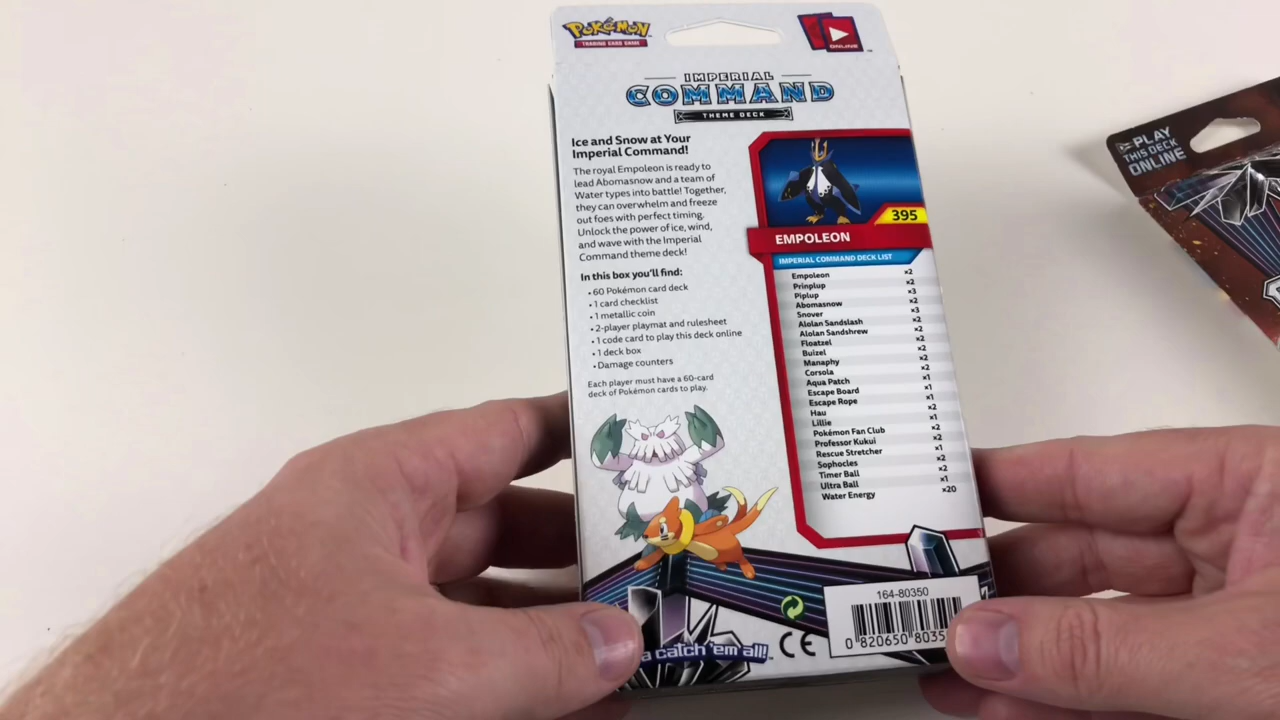 POKéMON
TRADING CARD GAME
ONLINE
IMPERIAL
COMMAND
THEME DECK
Ice and Snow at Your
Imperial Command!
The royal Empoleon is ready to
lead Abomasnow and a team of
Water types into battle! Together,
they can overwhelm and freeze
out foes with perfect timing.
Unlock the power of ice, wind,
and wave with the Imperial
Command theme deck!
In this box you'll find:
• 60 Pokémon card deck
• 1 card checklist
• 1 metallic coin
• 2-player playmat and rulesheet
• 1 code card to play this deck online
• 1 deck box
• Damage counters
Each player must have a 60-card
deck of Pokémon cards to play.
395
EMPOLEON
IMPERIAL COMMAND DECK LIST
Empoleon x2
Prinplup x2
Piplup x3
Abomasnow x2
Snover x3
Alolan Sandslash x2
Alolan Sandshrew x2
Floatzel x2
Buizel x2
Manaphy x2
Corsola x2
Aqua Patch x1
Escape Board x1
Escape Rope x1
Hau x2
Lillie x1
Pokémon Fan Club x2
Professor Kukui x2
Rescue Stretcher x1
Sophocles x2
Timer Ball x2
Ultra Ball x1
Water Energy x20
a catch 'em all!
CE
164-80350
0 820650 8035
PLAY
THIS DECK
ONLINE